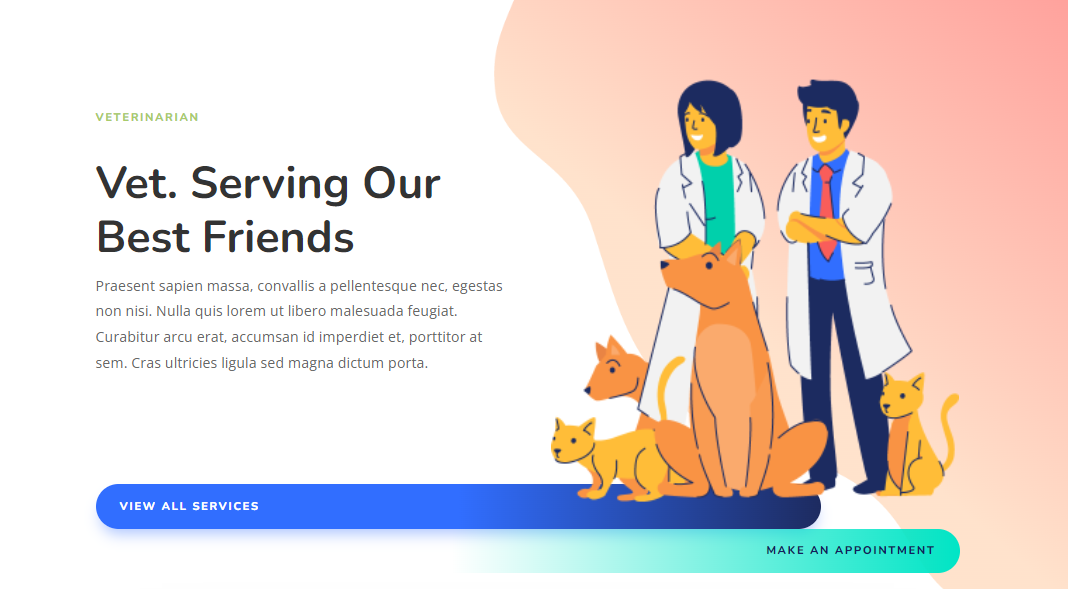 VETERINARIAN
Vet. Serving Our
Best Friends
Praesent sapien massa, convallis a pellentesque nec, egestas
non nisi. Nulla quis lorem ut libero malesuada feugiat.
Curabitur arcu erat, accumsan id imperdiet et, porttitor at
sem. Cras ultricies ligula sed magna dictum porta.
VIEW ALL SERVICES
MAKE AN APPOINTMENT